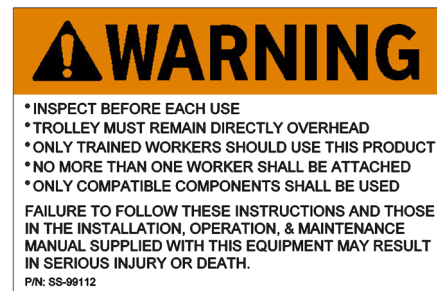 WARNING
• INSPECT BEFORE EACH USE
• TROLLEY MUST REMAIN DIRECTLY OVERHEAD
• ONLY TRAINED WORKERS SHOULD USE THIS PRODUCT
• NO MORE THAN ONE WORKER SHALL BE ATTACHED
• ONLY COMPATIBLE COMPONENTS SHALL BE USED
FAILURE TO FOLLOW THESE INSTRUCTIONS AND THOSE
IN THE INSTALLATION, OPERATION, & MAINTENANCE
MANUAL SUPPLIED WITH THIS EQUIPMENT MAY RESULT
IN SERIOUS INJURY OR DEATH.
P/N: SS-99112